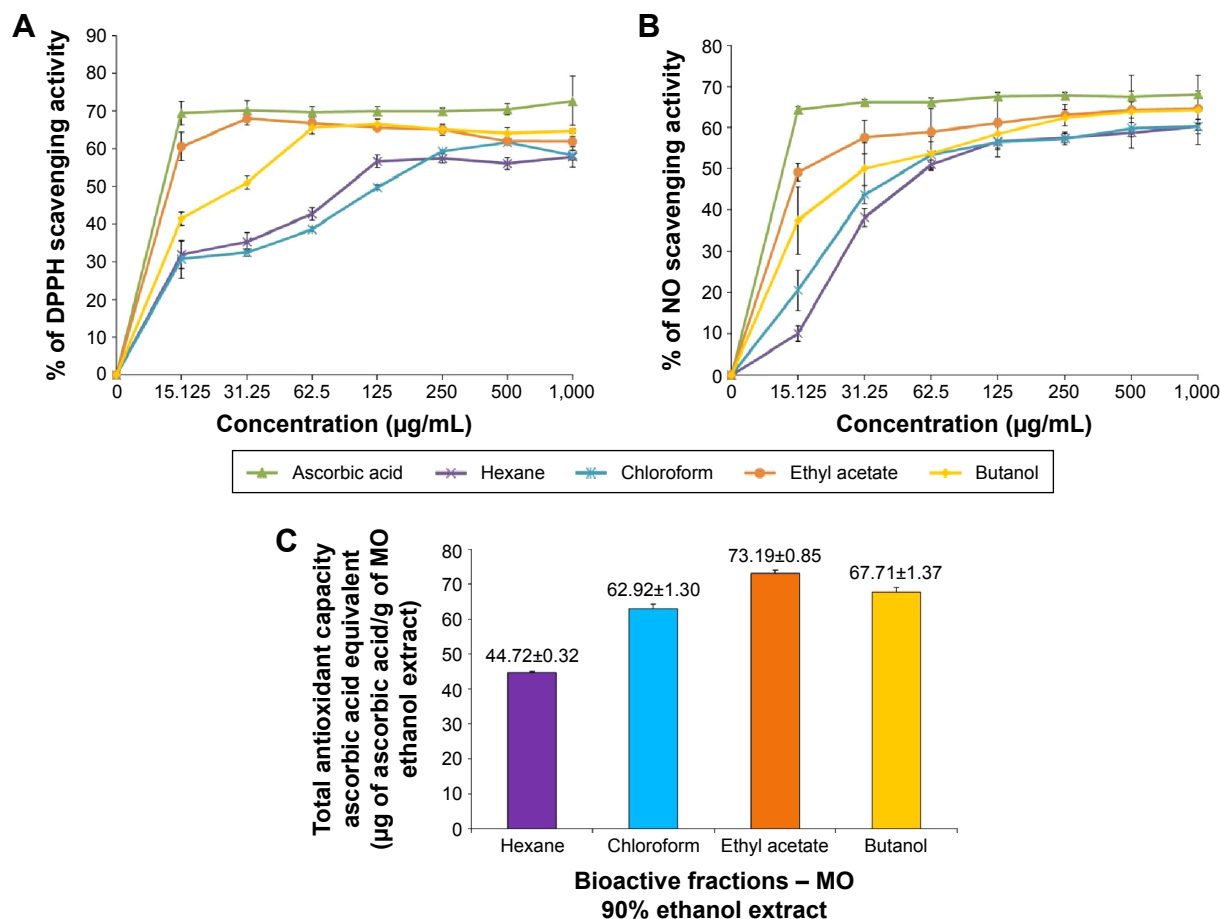 A
% of DPPH scavenging activity
90
80
70
60
50
40
30
20
10
0
0 15.125 31.25 62.5 125 250 500 1,000
Concentration (µg/mL)
B
% of NO scavenging activity
80
70
60
50
40
30
20
10
0
0 15.125 31.25 62.5 125 250 500 1,000
Concentration (µg/mL)
Ascorbic acid Hexane Chloroform Ethyl acetate Butanol
C
Total antioxidant capacity
ascorbic acid equivalent
(µg of ascorbic acid/g of MO
ethanol extract)
80
70
60
50
40
30
20
10
0
44.72±0.32
62.92±1.30
73.19±0.85
67.71±1.37
Hexane Chloroform Ethyl acetate Butanol
Bioactive fractions – MO
90% ethanol extract